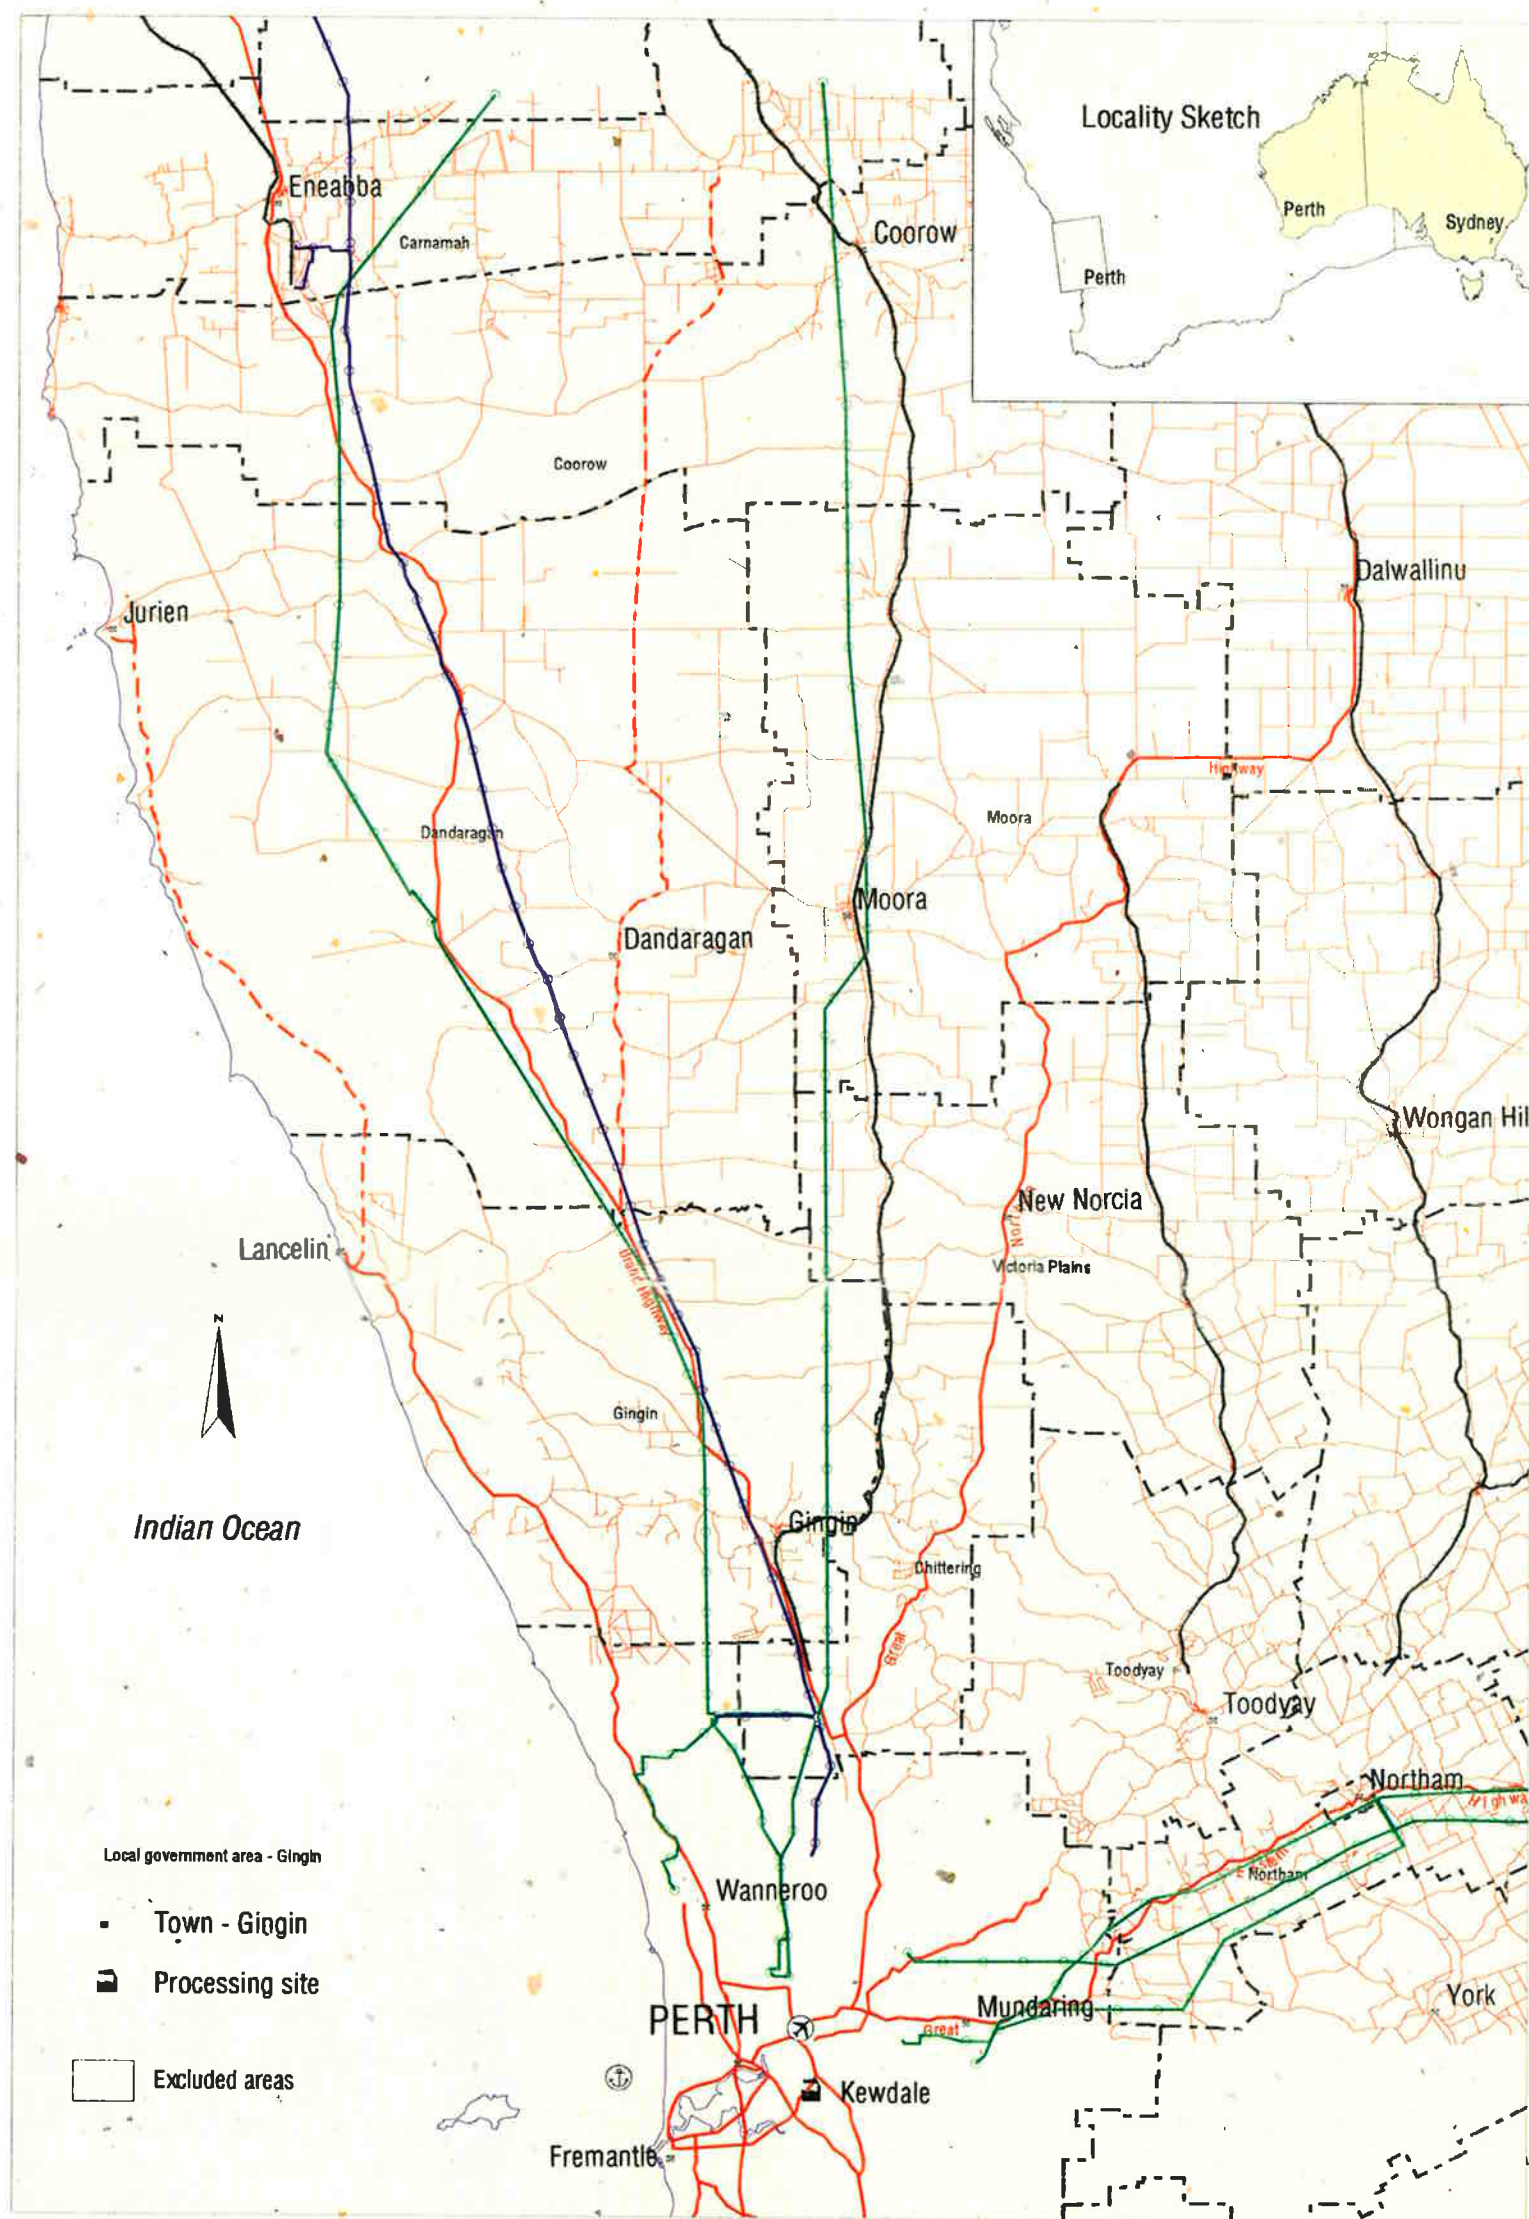 Locality Sketch
Perth
Sydney
Perth
Eneabba
Carnamah
Coorow
Coorow
Dalwallinu
Jurien
Highway
Dandaragan
Moora
Moora
Dandaragan
Wongan Hil
New Norcia
North
Victoria Plains
Lancelin
Brand Highway
N
Gingin
Indian Ocean
Gingin
Chittering
Great
Toodyay
Toodyay
Northam
Highwa
Northam
Local government area - Gingin
Town - Gingin
Wanneroo
Processing site
York
Mundaring
PERTH
Great
Excluded areas
Kewdale
Fremantle